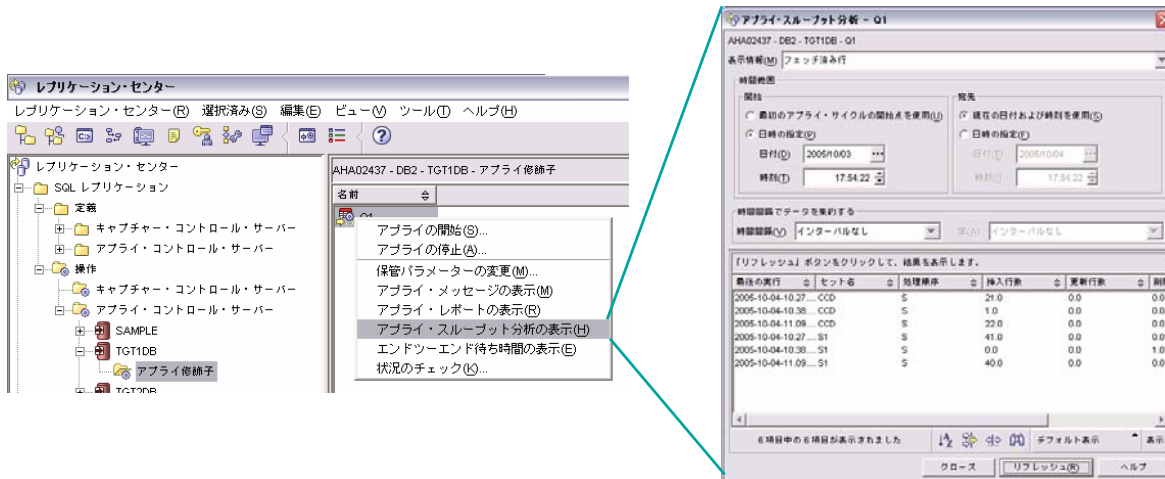 レプリケーション・センター
レプリケーション・センター(R) 選択済み(S) 編集(E) ビュー(V) ツール(T) ヘルプ(H)
レプリケーション・センター
SQL レプリケーション
定義
キャプチャー・コントロール・サーバー
アプライ・コントロール・サーバー
操作
キャプチャー・コントロール・サーバー
アプライ・コントロール・サーバー
SAMPLE
TGT1DB
アプライ修飾子
TGT2DB
AHA02437 - DB2 - TGT1DB - アプライ修飾子
名前
Q1
アプライの開始(S)...
アプライの停止(A)...
保管パラメーターの変更(M)...
アプライ・メッセージの表示(M)
アプライ・レポートの表示(R)
アプライ・スループット分析の表示(H)
エンドツーエンド待ち時間の表示(E)
状況のチェック(K)...
アプライ・スループット分析 - Q1
AHA02437 - DB2 - TGT1DB - Q1
表示情報(M) フェッチ済み行
時間範囲
開始
最初のアプライ・サイクルの開始点を使用(U)
日時の指定(P)
日付(D) 2005/10/03 ...
時刻(T) 17:54:22
宛先
現在の日付および時刻を使用(S)
日時の指定(F)
日付(E) 2005/10/04 ...
時刻(I) 17:54:22
時間間隔でデータを集約する
時間間隔(V) インターバルなし
インターバルなし
「リフレッシュ」ボタンをクリックして、結果を表示します。
最後の実行 セット名 処理順序 挿入行数 更新行数
2005-10-04-10.27.... CCD S 21.0 0.0 0.0
2005-10-04-10.38.... CCD S 1.0 0.0 0.0
2005-10-04-11.09.... CCD S 22.0 0.0 0.0
2005-10-04-10.27.... S1 S 41.0 0.0 0.0
2005-10-04-10.38.... S1 S 0.0 0.0 1.0
2005-10-04-11.09.... S1 S 40.0 0.0 0.0
6 項目中の 6 項目が表示されました デフォルト表示 表示
クローズ リフレッシュ(R) ヘルプ